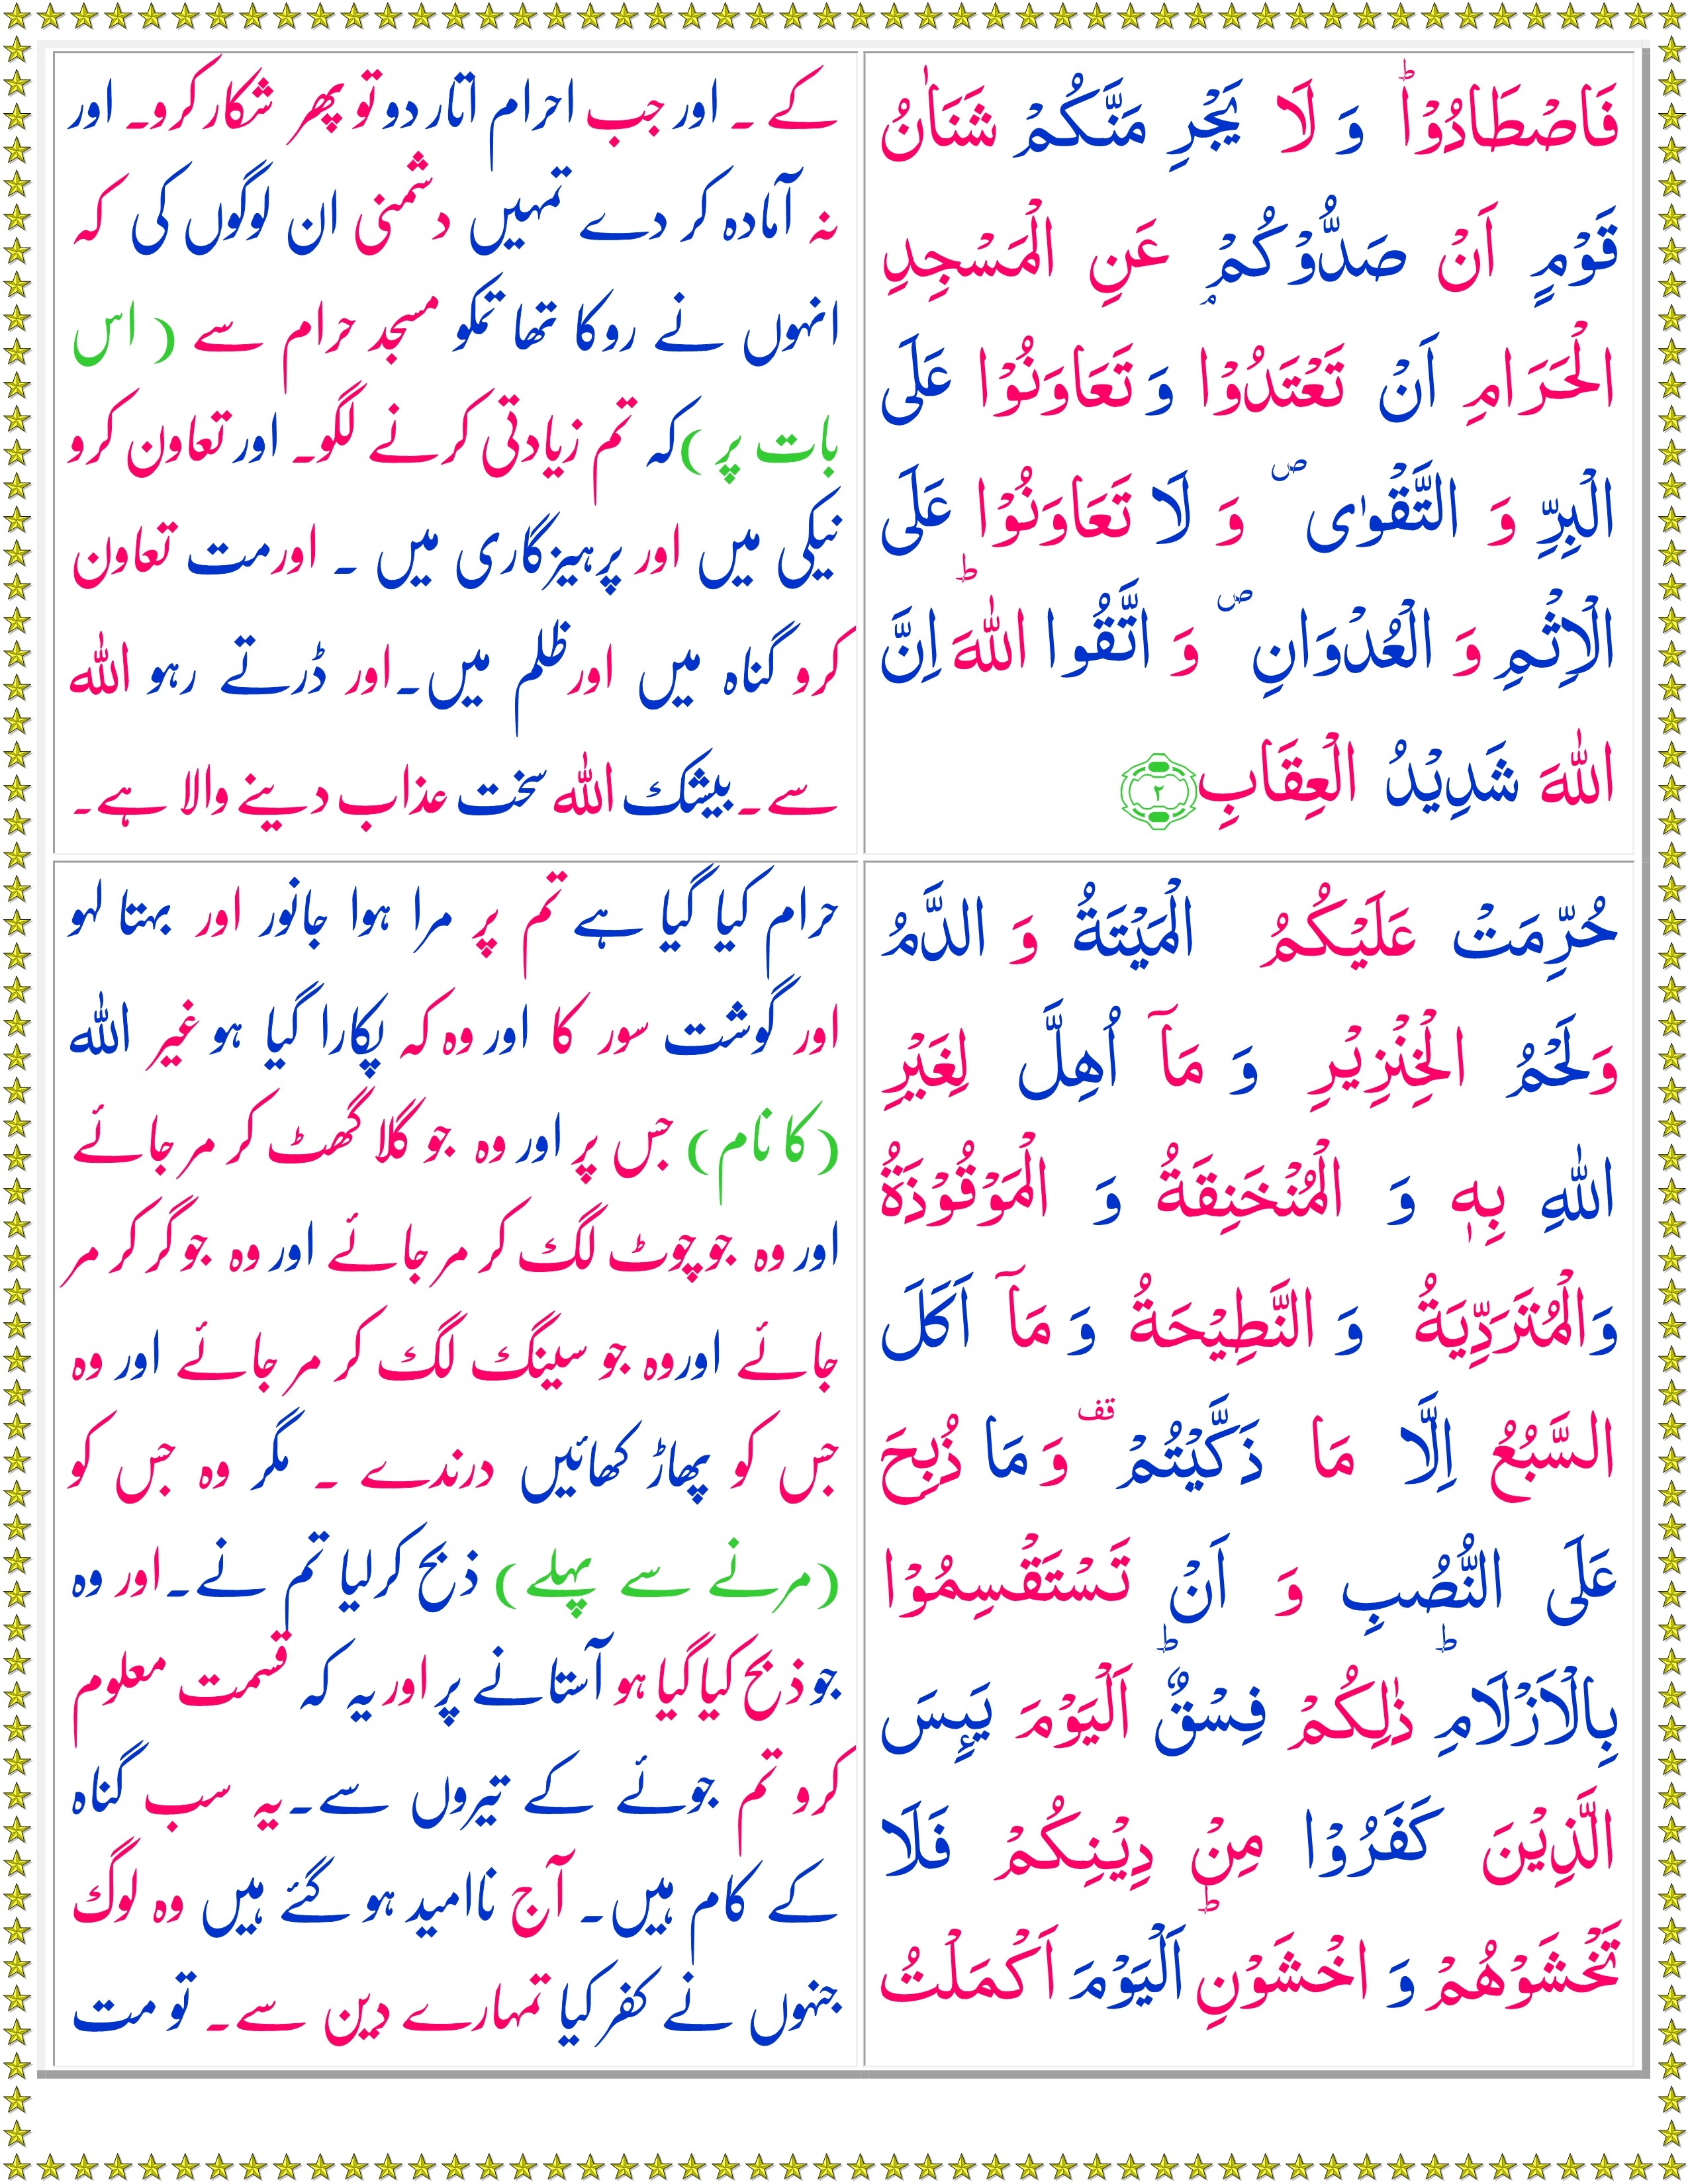 فَاصْطَادُوْا ؕ وَ لَا يَجْرِ مَنَّكُمْ شَنَاٰنُ
قَوْمٍ اَنْ صَدُّوْكُمْ عَنِ الْمَسْجِدِ
الْحَرَامِ اَنْ تَعْتَدُوْا وَ تَعَاوَنُوْا عَلَى
الْبِرِّ وَ التَّقْوٰى ۪ وَ لَا تَعَاوَنُوْا عَلَى
الْاِثْمِ وَ الْعُدْوَانِ ۪ وَ اتَّقُوا اللّٰهَ ؕ اِنَّ
اللّٰهَ شَدِيْدُ الْعِقَابِ ۲
کے ۔ اور جب احرام اتار دو تو پھر شکار کرو۔ اور
نہ آمادہ کر دے تمہیں دشمنی ان لوگوں کی کہ
انہوں نے روکا تھا تمکو مسجد حرام سے ( اس
بات پر ) کہ تم زیادتی کرنے لگو۔ اور تعاون کرو
نیکی میں اور پرہیزگاری میں ۔ اور مت تعاون
کرو گناہ میں اور ظلم میں۔ اور ڈرتے رہو اللہ
سے۔ بیشک اللہ سخت عذاب دینے والا ہے۔
حُرِّمَتْ عَلَيْكُمُ الْمَيْتَةُ وَ الدَّمُ
وَلَحْمُ الْخِنْزِيْرِ وَ مَاۤ اُهِلَّ لِغَيْرِ
اللّٰهِ بِهٖ وَ الْمُنْخَنِقَةُ وَ الْمَوْقُوْذَةُ
وَالْمُتَرَدِّيَةُ وَ النَّطِيْحَةُ وَ مَاۤ اَكَلَ
السَّبُعُ اِلَّا مَا ذَكَّيْتُمْ قف وَ مَا ذُبِحَ
عَلَى النُّصُبِ وَ اَنْ تَسْتَقْسِمُوْا
بِالْاَزْلَامِ ؕ ذٰلِكُمْ فِسْقٌ ؕ اَلْيَوْمَ يَىِٕسَ
الَّذِيْنَ كَفَرُوْا مِنْ دِيْنِكُمْ فَلَا
تَخْشَوْهُمْ وَ اخْشَوْنِ ؕ اَلْيَوْمَ اَكْمَلْتُ
حرام کیا گیا ہے تم پر مرا ہوا جانور اور بہتا لہو
اور گوشت سور کا اور وہ کہ پکارا گیا ہو غیر اللہ
(کا نام) جس پر اور وہ جو گلا گھٹ کر مر جائے
اور وہ جو چوٹ لگ کر مر جائے اور وہ جو گر کر مر
جائے اور وہ جو سینگ لگ کر مر جائے اور وہ
جس کو پھاڑ کھائیں درندے ۔ مگر وہ جس کو
(مرنے سے پہلے) ذبح کرلیا تم نے۔ اور وہ
جو ذبح کیا گیا ہو آستانے پر اور یہ کہ قسمت معلوم
کرو تم جوئے کے تیروں سے۔ یہ سب گناہ
کے کام ہیں۔ آج ناامید ہو گئے ہیں وہ لوگ
جنہوں نے کفر کیا تمہارے دین سے۔ تو مت